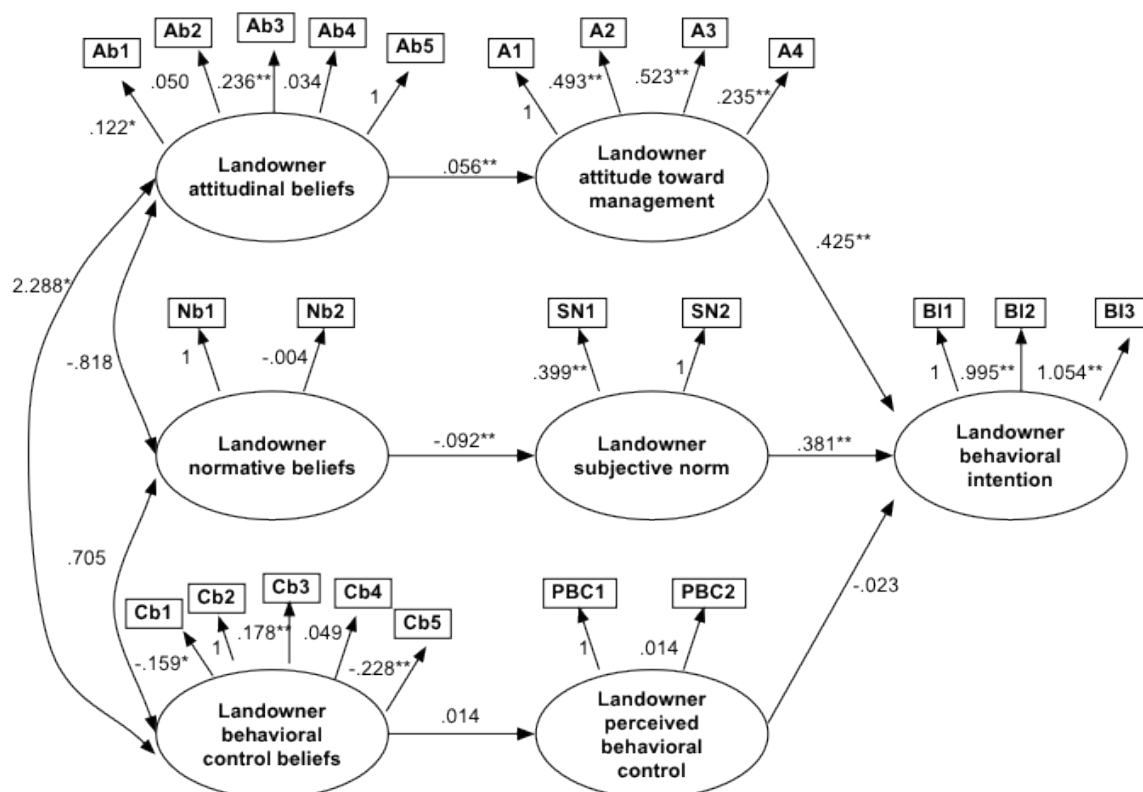 Ab1
Ab2
Ab3
Ab4
Ab5
A1
A2
A3
A4
.122*
.050
.236**
.034
1
1
.493**
.523**
.235**
Landowner
attitudinal beliefs
.056**
Landowner
attitude toward
management
.425**
2.288*
-.818
Nb1
Nb2
1
-.004
SN1
SN2
.399**
1
BI1
BI2
BI3
1
.995**
1.054**
Landowner
normative beliefs
-.092**
Landowner
subjective norm
.381**
Landowner
behavioral
intention
.705
Cb1
Cb2
Cb3
Cb4
Cb5
-.159*
1
.178**
.049
-.228**
PBC1
PBC2
1
.014
-.023
Landowner
behavioral
control beliefs
.014
Landowner
perceived
behavioral
control